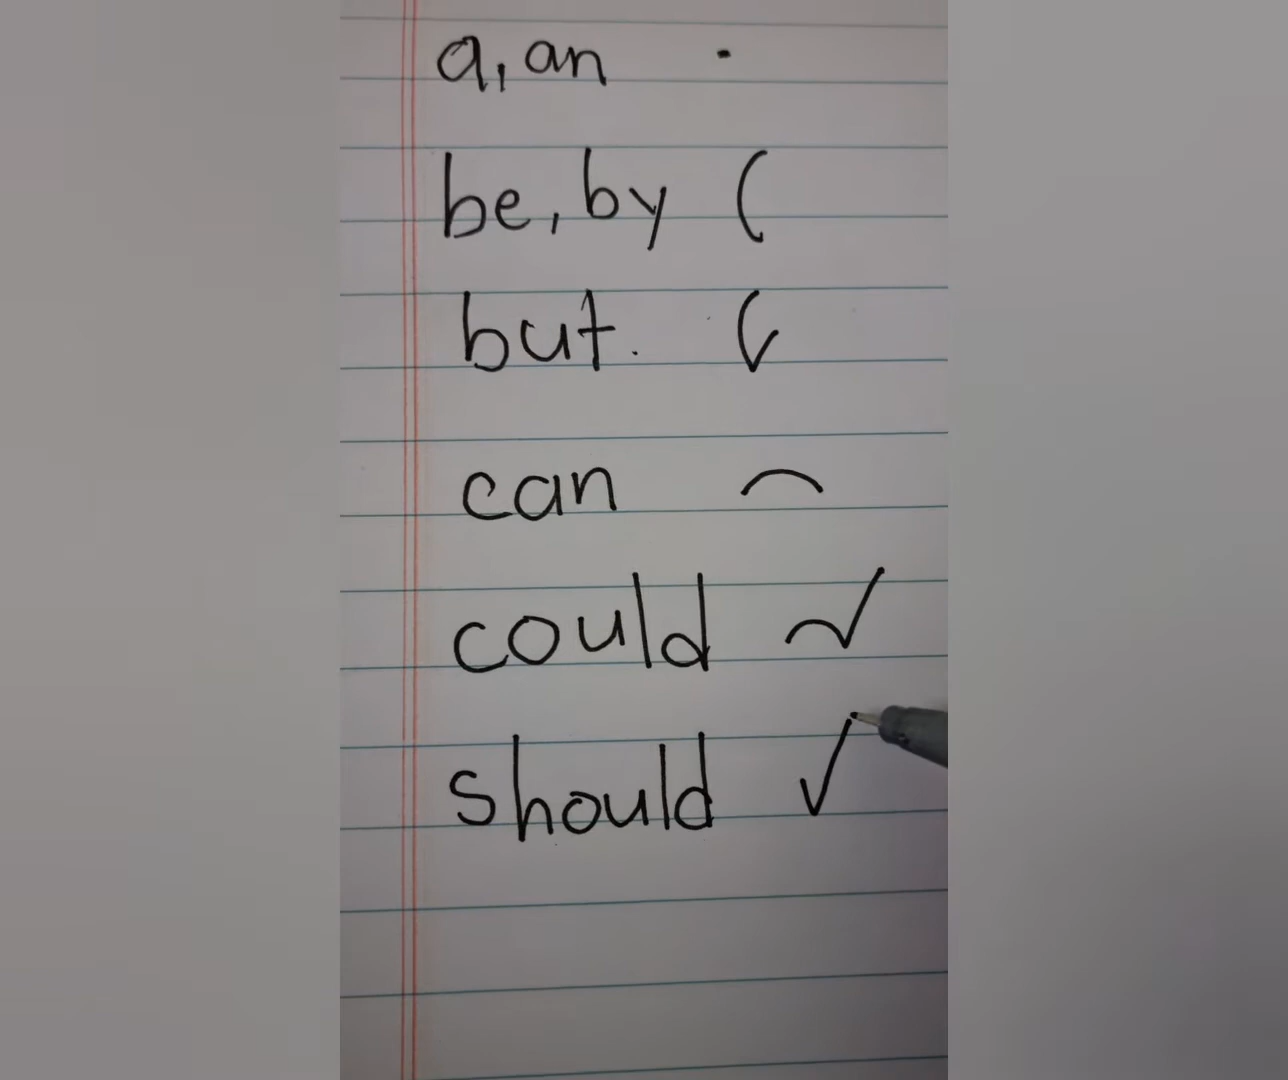 a, an .
be, by (
but.
can
could
should